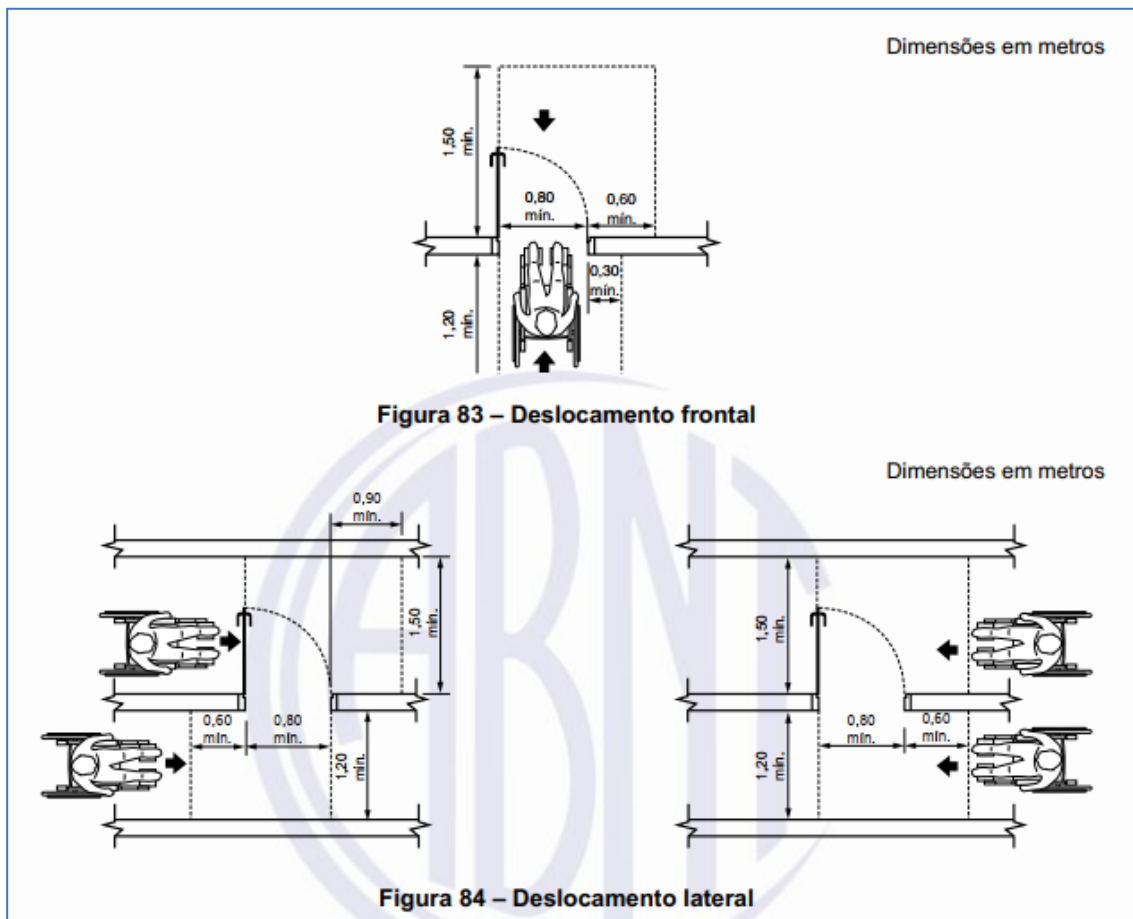 Dimensões em metros
1,50
mín.
0,80
mín.
0,60
mín.
0,30
mín.
1,20
mín.
Figura 83 – Deslocamento frontal
Dimensões em metros
0,90
mín.
1,50
mín.
0,60
mín.
0,80
mín.
1,20
mín.
1,50
mín.
0,80
mín.
0,60
mín.
1,20
mín.
ABNT
Figura 84 – Deslocamento lateral